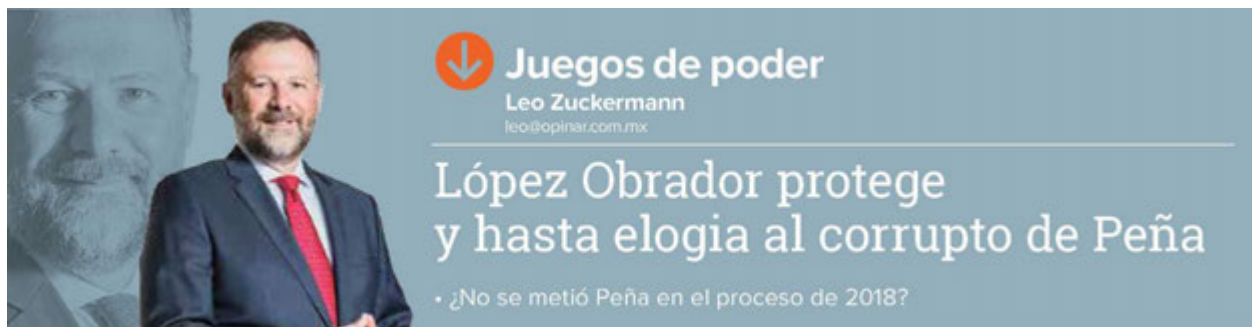 Juegos de poder
Leo Zuckermann
leo@opinar.com.mx
López Obrador protege
y hasta elogia al corrupto de Peña
• ¿No se metió Peña en el proceso de 2018?